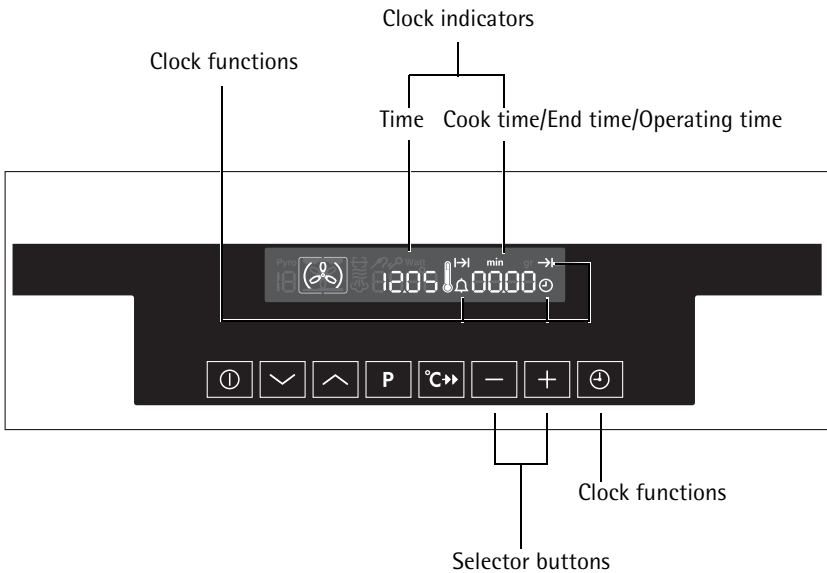 Clock indicators
Clock functions
Time Cook time/End time/Operating time
Pyro Watt min gr
12.05 00.00
P °C
Clock functions
Selector buttons